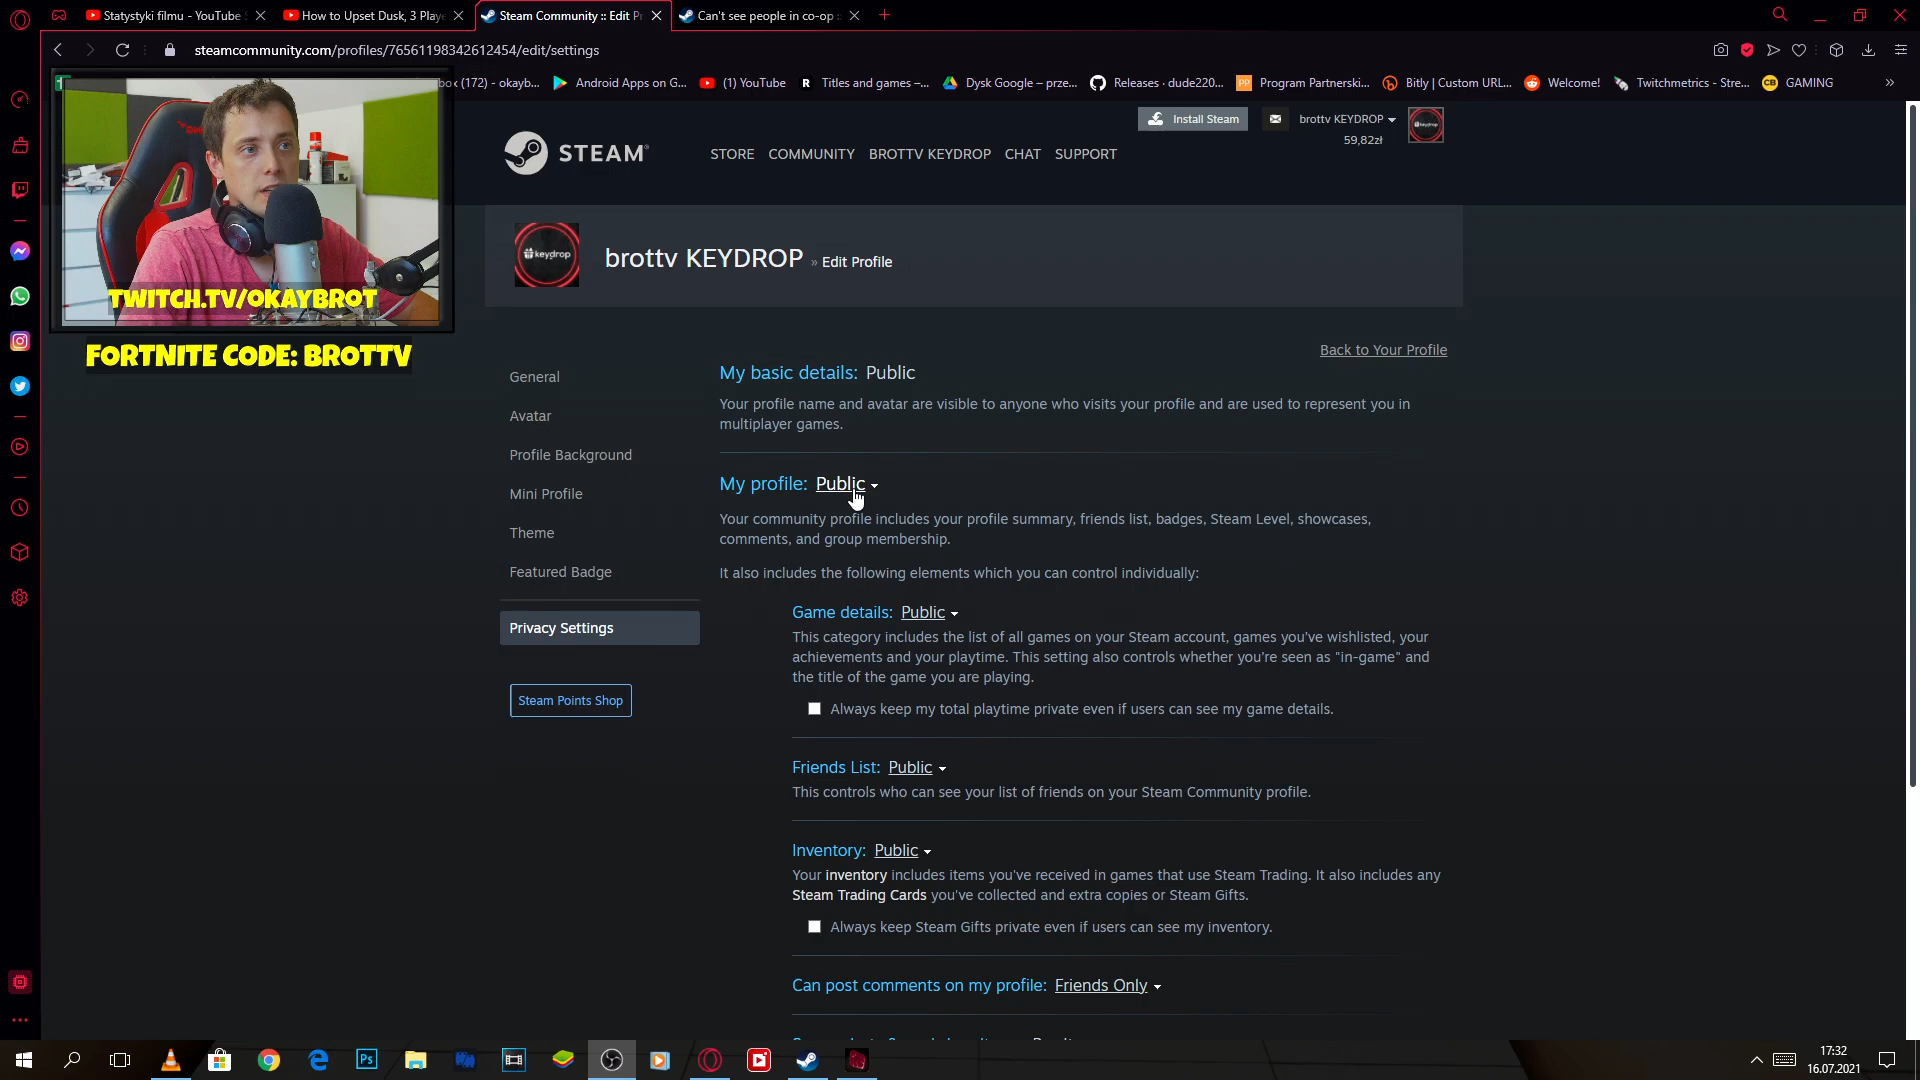 Statystyki filmu - YouTube
How to Upset Dusk, 3 Playe
Steam Community :: Edit Pr
Can't see people in co-op :
steamcommunity.com/profiles/76561198342612454/edit/settings
(172) - okayb...
Android Apps on G...
(1) YouTube
R
Titles and games –...
Dysk Google – prze...
Releases · dude220...
PP
Program Partnerski...
Bitly | Custom URL...
Welcome!
Twitchmetrics - Stre...
CB
GAMING
»
Install Steam
brottv KEYDROP
59,82zł
keydrop
STEAM®
STORE
COMMUNITY
BROTTV KEYDROP
CHAT
SUPPORT
TWITCH.TV/OKAYBROT
FORTNITE CODE: BROTTV
keydrop
brottv KEYDROP » Edit Profile
Back to Your Profile
General
Avatar
Profile Background
Mini Profile
Theme
Featured Badge
Privacy Settings
Steam Points Shop
My basic details: Public
Your profile name and avatar are visible to anyone who visits your profile and are used to represent you in
multiplayer games.
My profile: Public
Your community profile includes your profile summary, friends list, badges, Steam Level, showcases,
comments, and group membership.
It also includes the following elements which you can control individually:
Game details: Public
This category includes the list of all games on your Steam account, games you've wishlisted, your
achievements and your playtime. This setting also controls whether you're seen as "in-game" and
the title of the game you are playing.
Always keep my total playtime private even if users can see my game details.
Friends List: Public
This controls who can see your list of friends on your Steam Community profile.
Inventory: Public
Your inventory includes items you've received in games that use Steam Trading. It also includes any
Steam Trading Cards you've collected and extra copies or Steam Gifts.
Always keep Steam Gifts private even if users can see my inventory.
Can post comments on my profile: Friends Only
Ps
17:32
16.07.2021